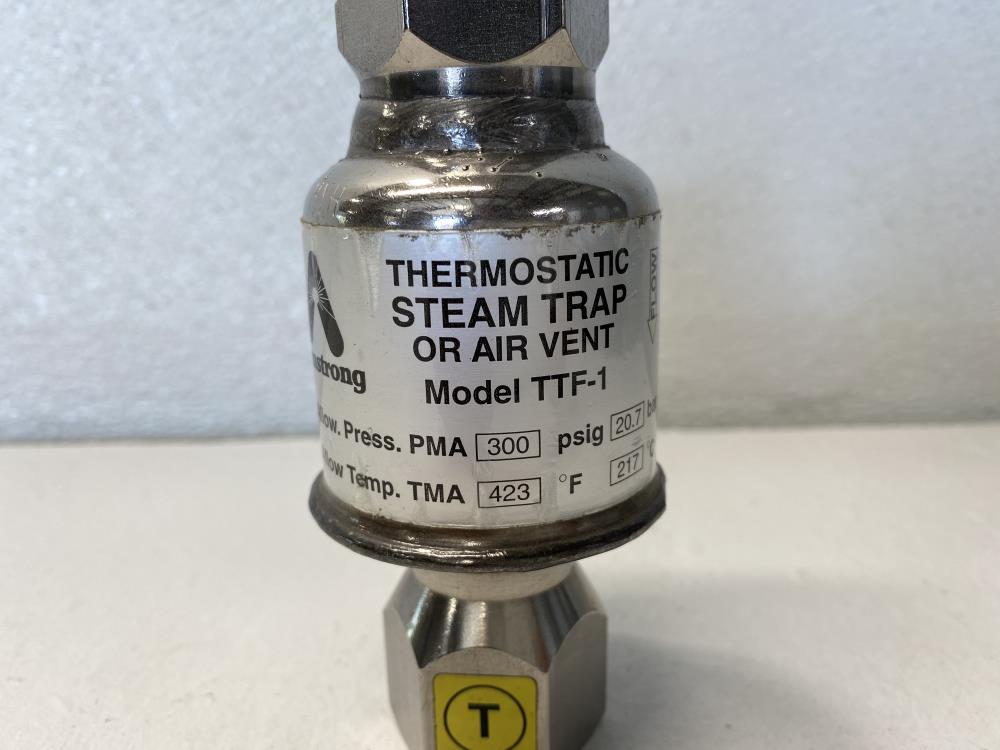 THERMOSTATIC
STEAM TRAP
OR AIR VENT
Model TTF-1
Press. PMA 300 psig 20.7
Temp. TMA 423 °F 217 °C
FLOW
T